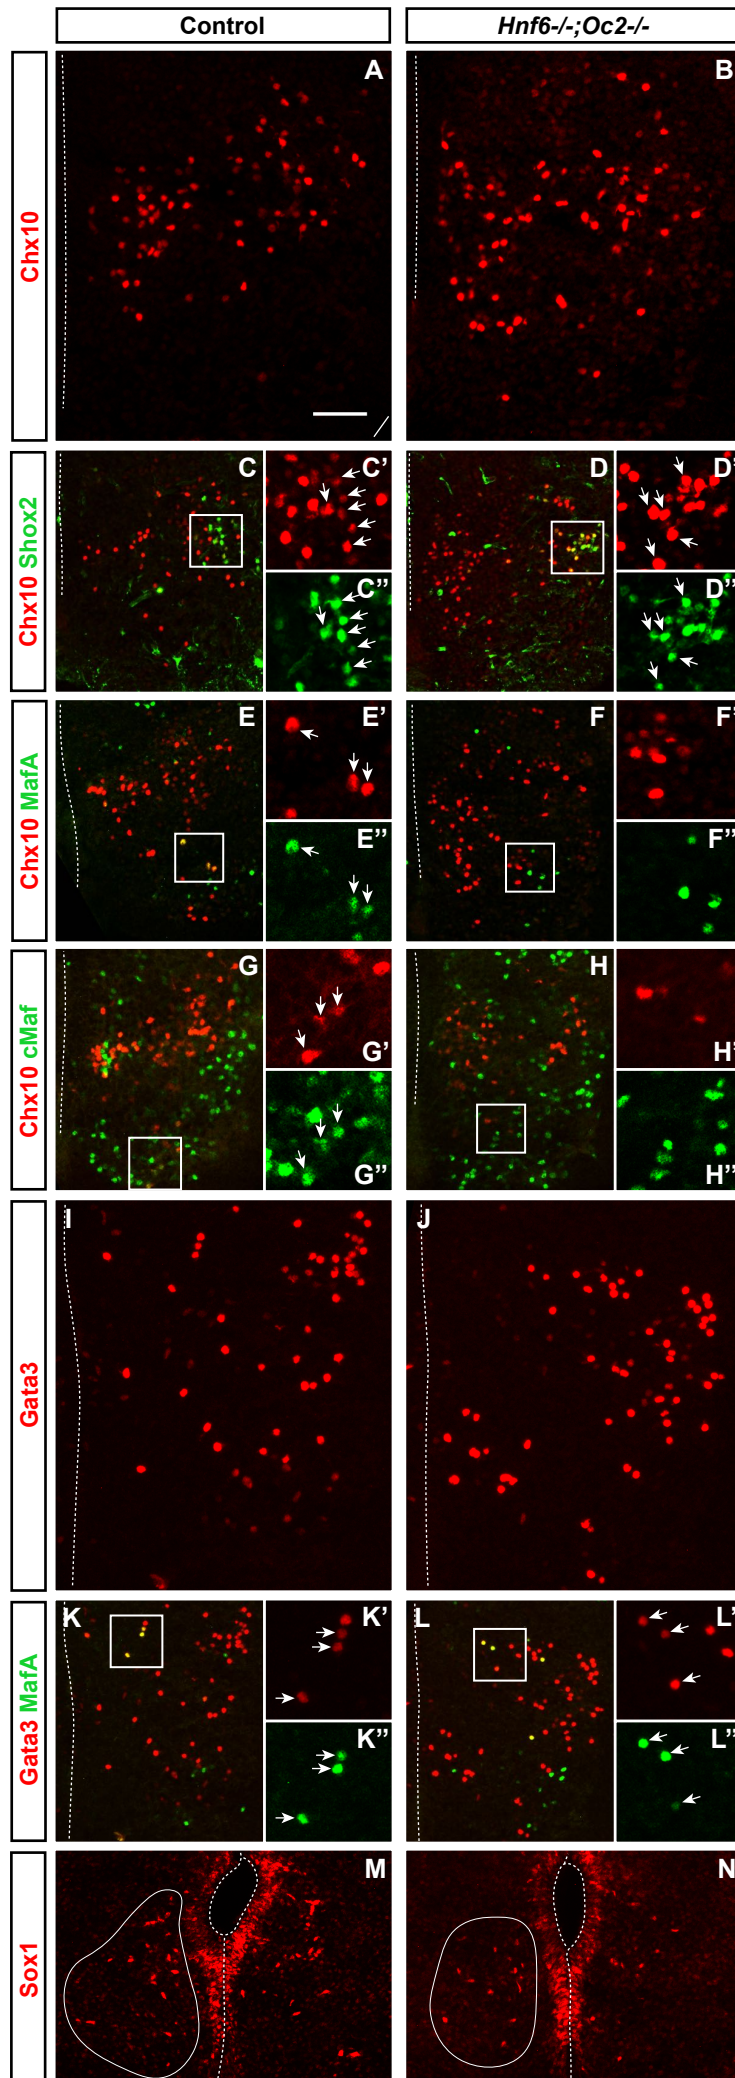 Control
Hnf6-/-;Oc2-/-
Chx10
A
B
Chx10 Shox2
C
C’
C’’
D
D’
D’’
Chx10 MafA
E
E’
E’’
F
F’
F’’
Chx10 cMaf
G
G’
G’’
H
H’
H’’
Gata3
I
J
Gata3 MafA
K
K’
K’’
L
L’
L’’
Sox1
M
N